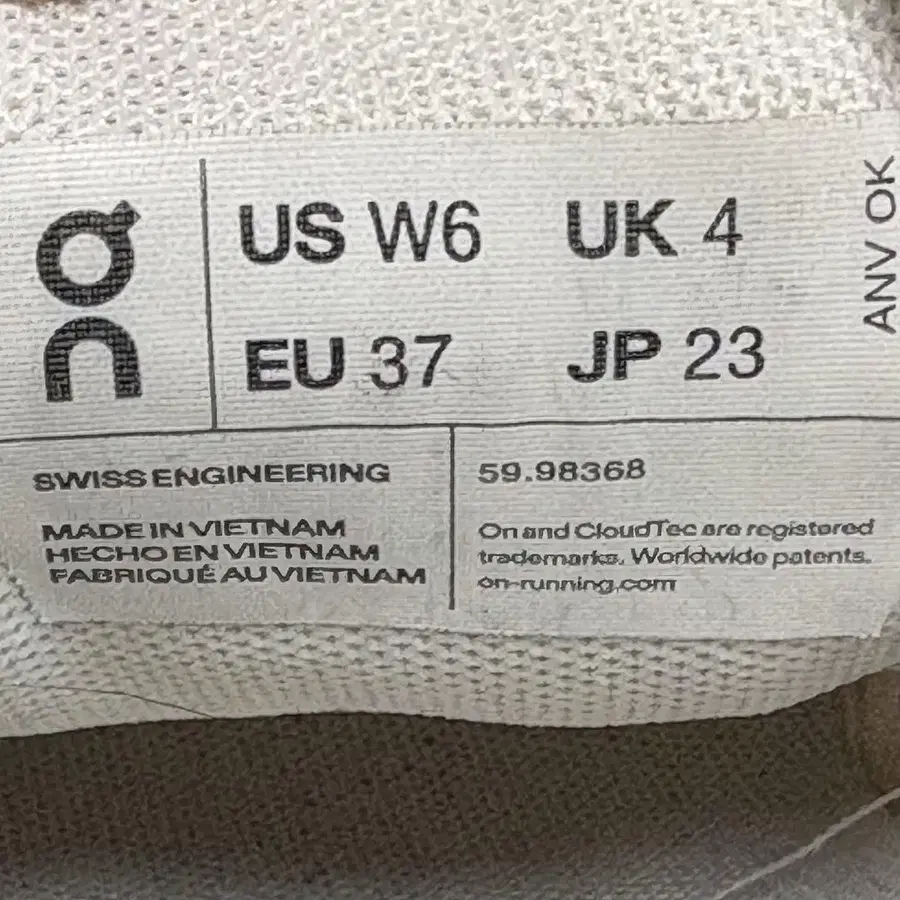 On
US W6 UK 4
EU 37 JP 23
ANV OK
SWISS ENGINEERING
MADE IN VIETNAM
HECHO EN VIETNAM
FABRIQUÉ AU VIETNAM
59.98368
On and CloudTec are registered
trademarks. Worldwide patents.
on-running.com